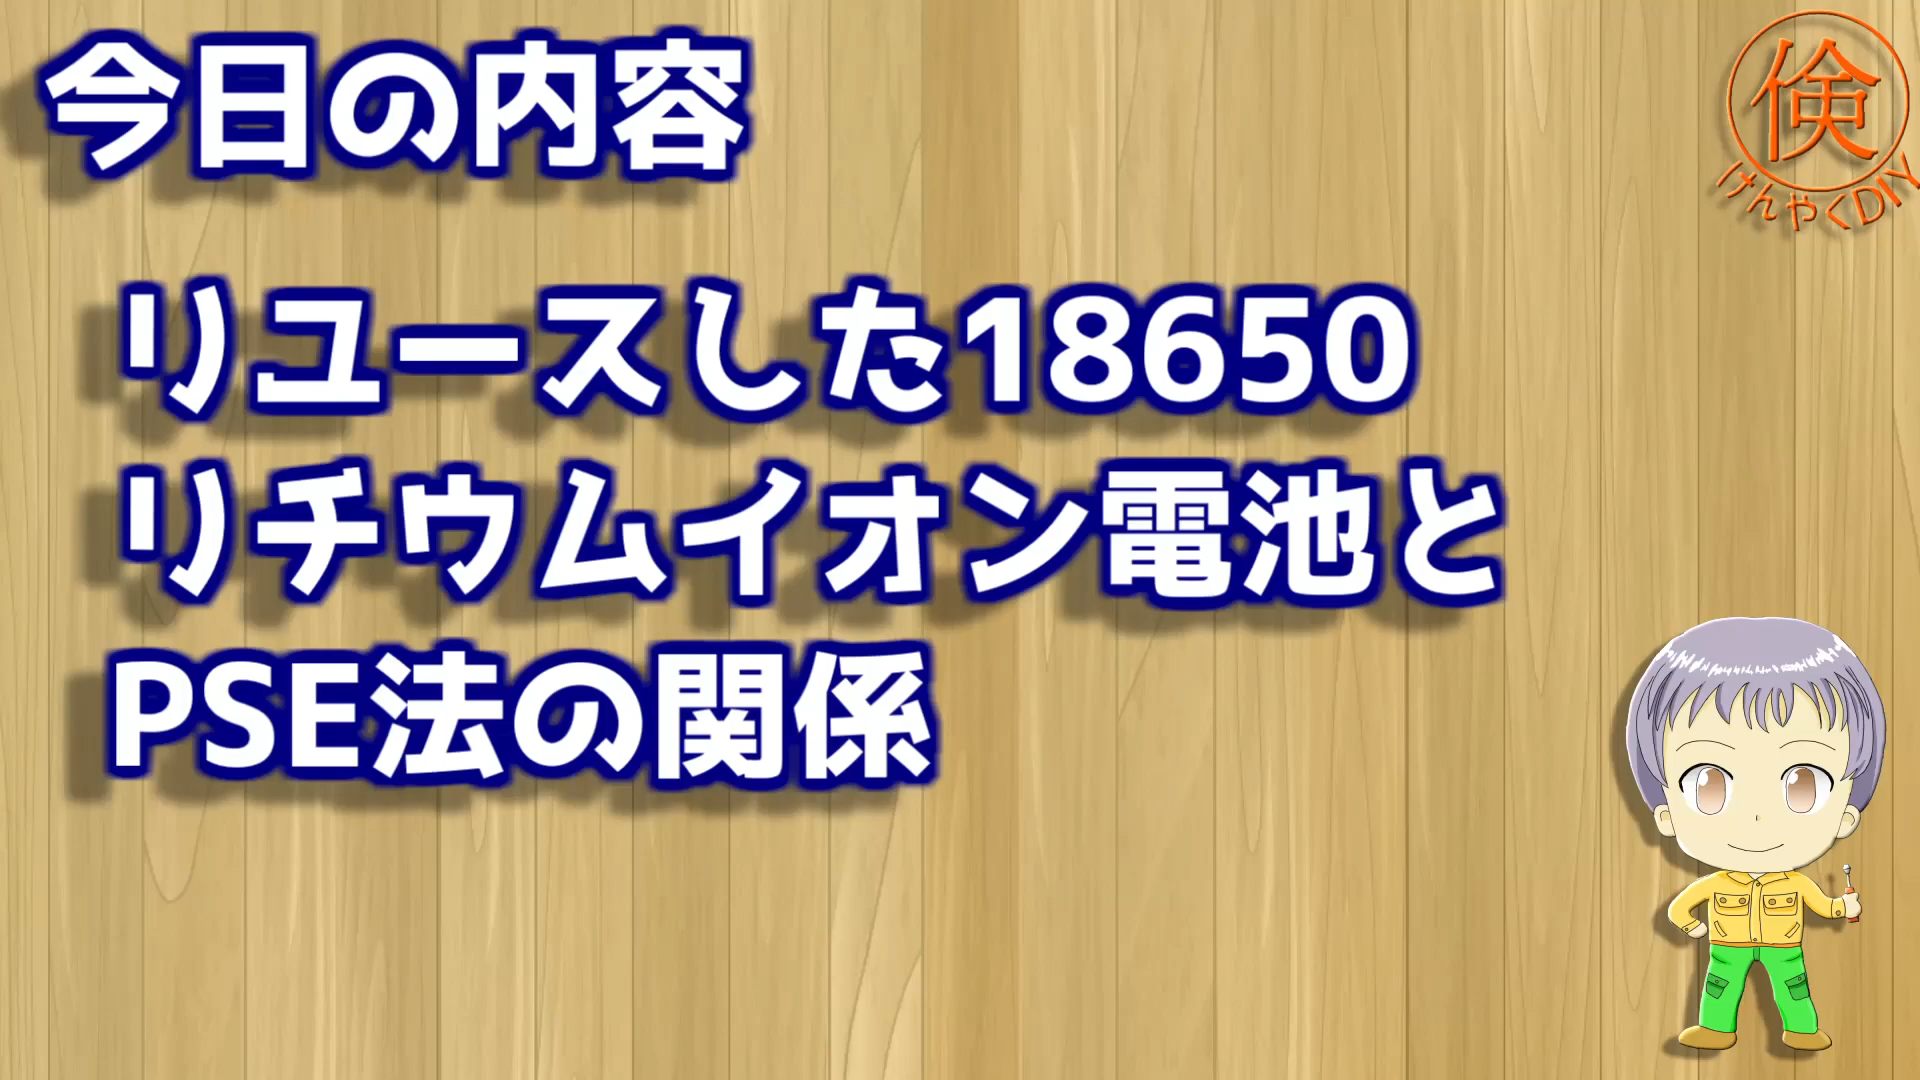 今日の内容
倹
けんやくDIY
リユースした18650
リチウムイオン電池と
PSE法の関係